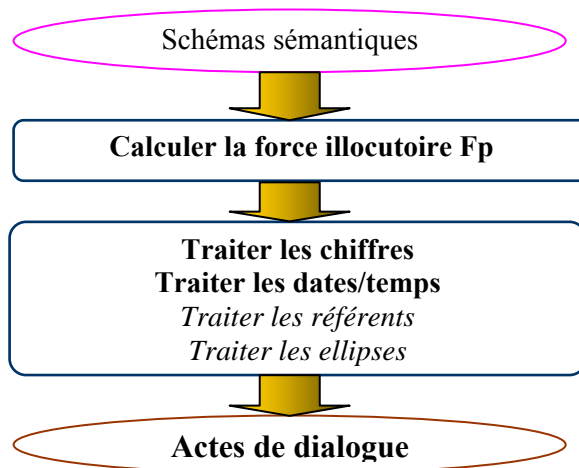 Schémas sémantiques
Calculer la force illocutoire Fp
Traiter les chiffres
Traiter les dates/temps
Traiter les référents
Traiter les ellipses
Actes de dialogue